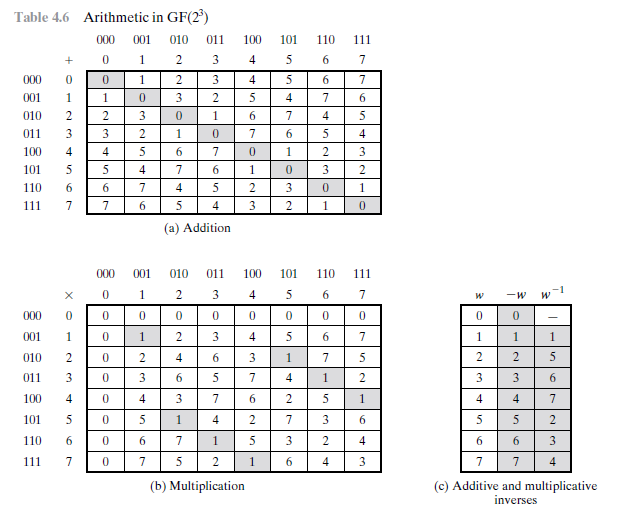 Table 4.6 Arithmetic in GF(2³)
000 001 010 011 100 101 110 111
+ 0 1 2 3 4 5 6 7
000 0 0 1 2 3 4 5 6 7
001 1 1 0 3 2 5 4 7 6
010 2 2 3 0 1 6 7 4 5
011 3 3 2 1 0 7 6 5 4
100 4 4 5 6 7 0 1 2 3
101 5 5 4 7 6 1 0 3 2
110 6 6 7 4 5 2 3 0 1
111 7 7 6 5 4 3 2 1 0
(a) Addition
000 001 010 011 100 101 110 111
× 0 1 2 3 4 5 6 7
000 0 0 0 0 0 0 0 0 0
001 1 0 1 2 3 4 5 6 7
010 2 0 2 4 6 3 1 7 5
011 3 0 3 6 5 7 4 1 2
100 4 0 4 3 7 6 2 5 1
101 5 0 5 1 4 2 7 3 6
110 6 0 6 7 1 5 3 2 4
111 7 0 7 5 2 1 6 4 3
(b) Multiplication
w −w w⁻¹
0 0 —
1 1 1
2 2 5
3 3 6
4 4 7
5 5 2
6 6 3
7 7 4
(c) Additive and multiplicative
inverses